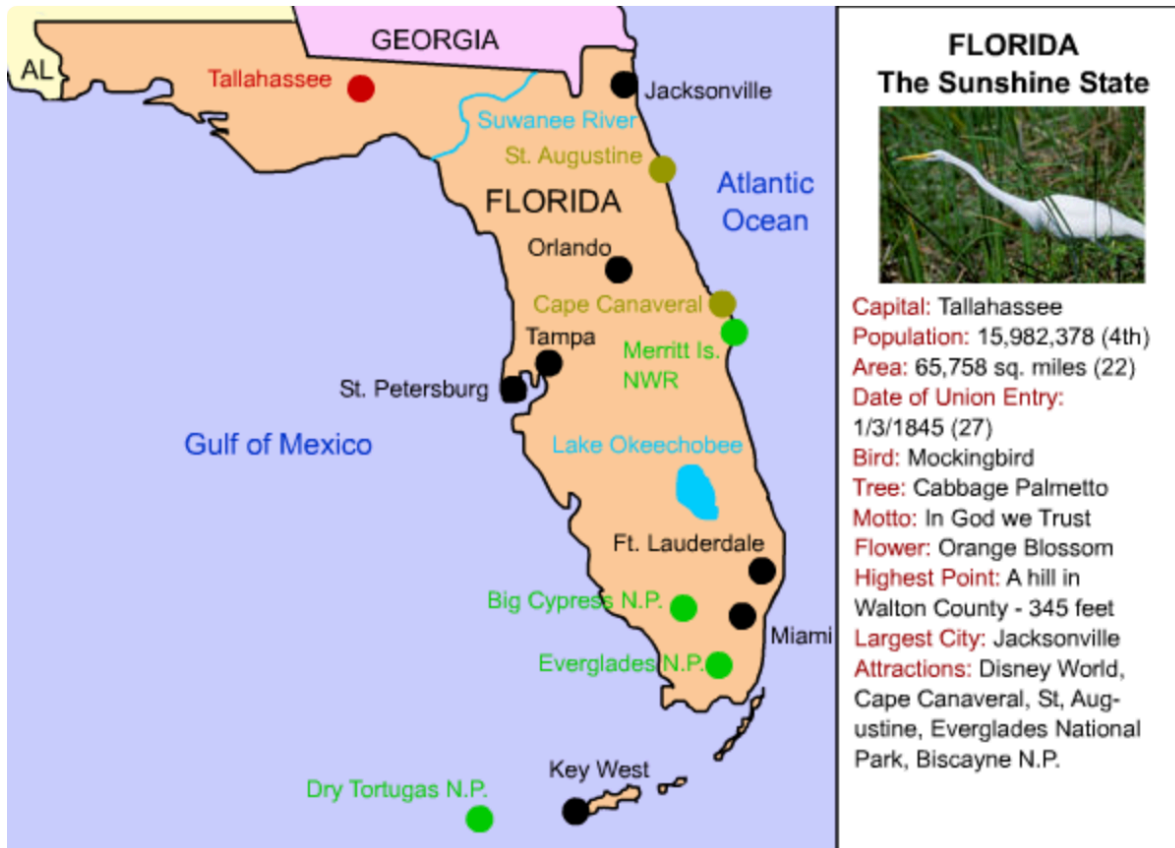 GEORGIA
AL
Tallahassee
Jacksonville
Suwanee River
St. Augustine
Atlantic
Ocean
FLORIDA
Orlando
Cape Canaveral
Tampa
Merritt Is.
NWR
St. Petersburg
Gulf of Mexico
Lake Okeechobee
Ft. Lauderdale
Big Cypress N.P.
Miami
Everglades N.P.
Key West
Dry Tortugas N.P.
FLORIDA
The Sunshine State
Capital: Tallahassee
Population: 15,982,378 (4th)
Area: 65,758 sq. miles (22)
Date of Union Entry:
1/3/1845 (27)
Bird: Mockingbird
Tree: Cabbage Palmetto
Motto: In God we Trust
Flower: Orange Blossom
Highest Point: A hill in
Walton County - 345 feet
Largest City: Jacksonville
Attractions: Disney World,
Cape Canaveral, St, Aug-
ustine, Everglades National
Park, Biscayne N.P.